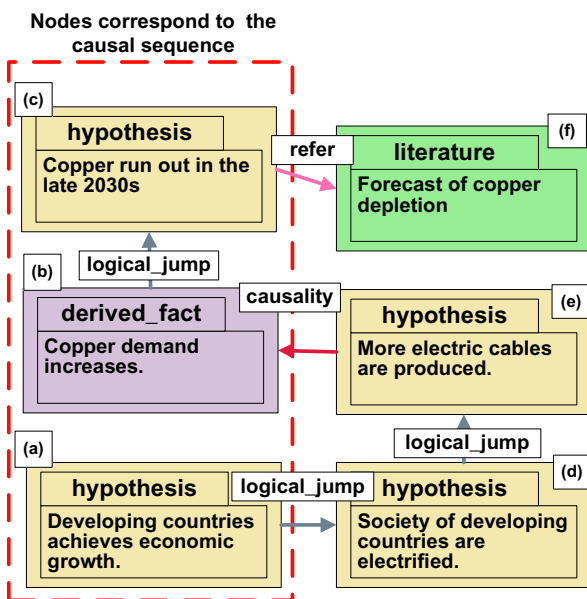 Nodes correspond to the
causal sequence
(c)
hypothesis
Copper run out in the
late 2030s
refer
(f)
literature
Forecast of copper
depletion
logical_jump
(b)
derived_fact
Copper demand
increases.
causality
(e)
hypothesis
More electric cables
are produced.
logical_jump
(a)
hypothesis
Developing countries
achieves economic
growth.
logical_jump
(d)
hypothesis
Society of developing
countries are
electrified.